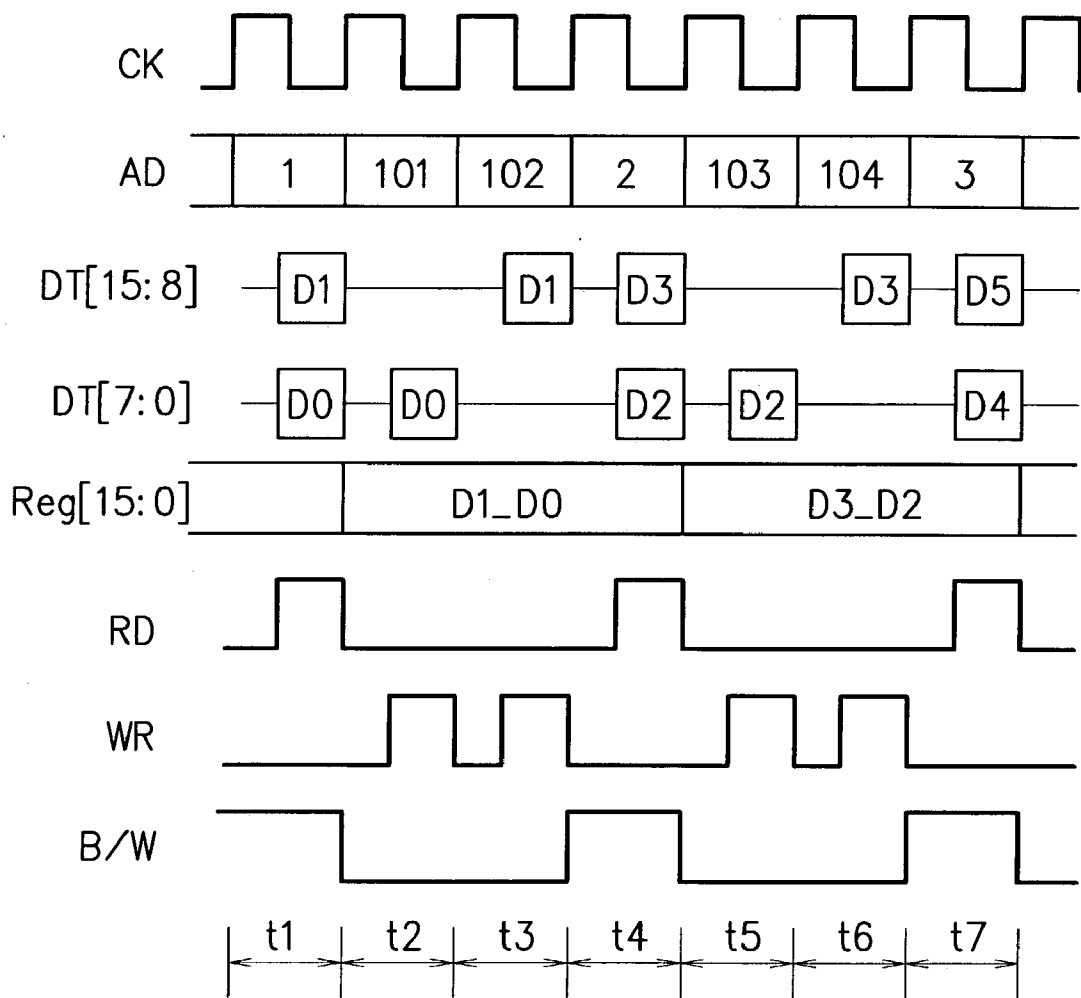 CK
AD 1 101 102 2 103 104 3
DT[15:8] D1 D1 D3 D3 D5
DT[7:0] D0 D0 D2 D2 D4
Reg[15:0] D1_D0 D3_D2
RD
WR
B/W
t1 t2 t3 t4 t5 t6 t7